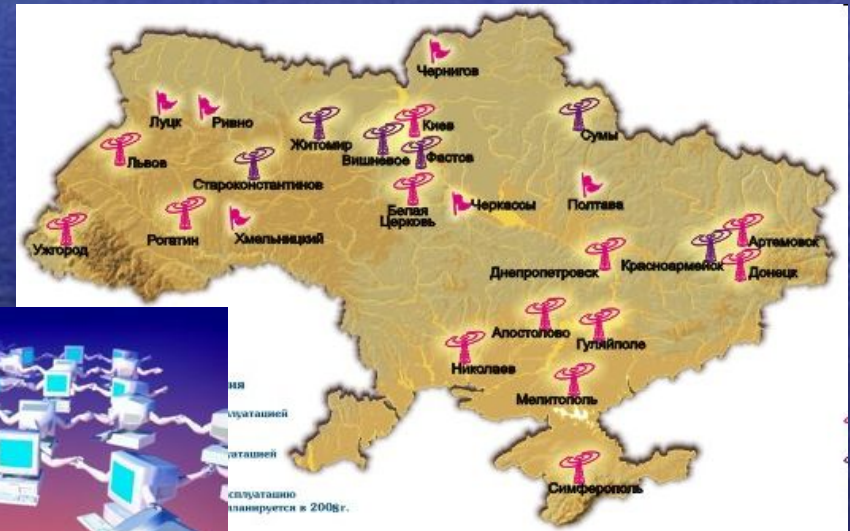 Чернигов
Луцк
Ривно
Киев
Сумы
Житомир
Вишневое
Фастов
Львов
Староконстантинов
Белая
Церковь
Черкассы
Полтава
Ужгород
Рогатин
Хмельницкий
Артемовск
Красноармейск
Днепропетровск
Донецк
Апостолово
Гуляйполе
Николаев
Мелитополь
Симферополь
планируется в 2008г.